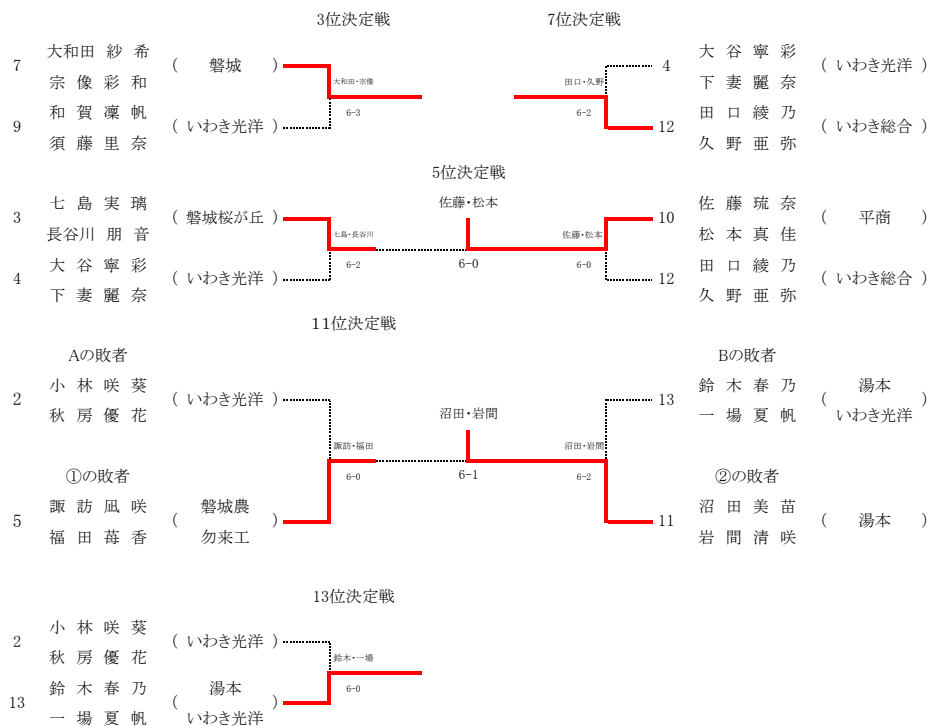 3位決定戦 7位決定戦
7 大和田 紗 希 ( 磐城 ) 大和田・宗像 田口・久野 4 大 谷 寧 彩 ( いわき光洋 )
宗 像 彩 和 下 妻 麗 奈
9 和 賀 凜 帆 ( いわき光洋 ) 6-3 6-2 12 田 口 綾 乃 ( いわき総合 )
須 藤 里 奈 久 野 亜 弥
5位決定戦
佐藤・松本
3 七 島 実 璃 ( 磐城桜が丘 ) 七島・長谷川 佐藤・松本 10 佐 藤 琉 奈 ( 平商 )
長谷川 朋 音 松 本 真 佳
4 大 谷 寧 彩 ( いわき光洋 ) 6-2 6-0 6-0 12 田 口 綾 乃 ( いわき総合 )
下 妻 麗 奈 久 野 亜 弥
11位決定戦
Aの敗者 Bの敗者
2 小 林 咲 葵 ( いわき光洋 ) 13 鈴 木 春 乃 ( 湯本 )
秋 房 優 花 一 場 夏 帆 いわき光洋
沼田・岩間
諏訪・福田 沼田・岩間
6-0 6-1 6-2
①の敗者 ②の敗者
5 諏 訪 凪 咲 ( 磐城農 ) 11 沼 田 美 苗 ( 湯本 )
福 田 苺 香 勿来工 岩 間 清 咲
13位決定戦
2 小 林 咲 葵 ( いわき光洋 )
秋 房 優 花 鈴木・一場
13 鈴 木 春 乃 ( 湯本 ) 6-0
一 場 夏 帆 いわき光洋